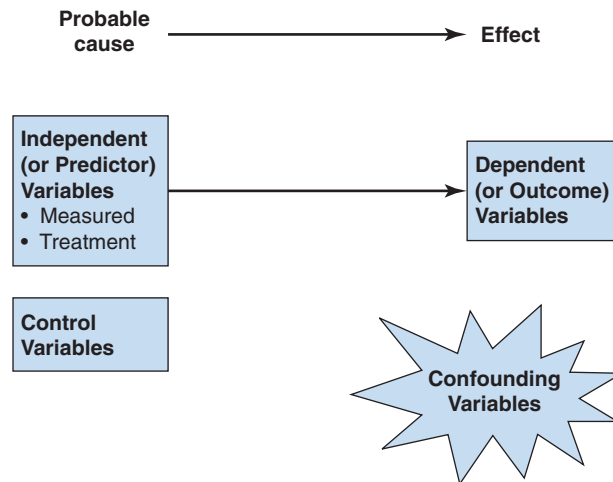 Probable
cause
Effect
Independent
(or Predictor)
Variables
• Measured
• Treatment
Dependent
(or Outcome)
Variables
Control
Variables
Confounding
Variables